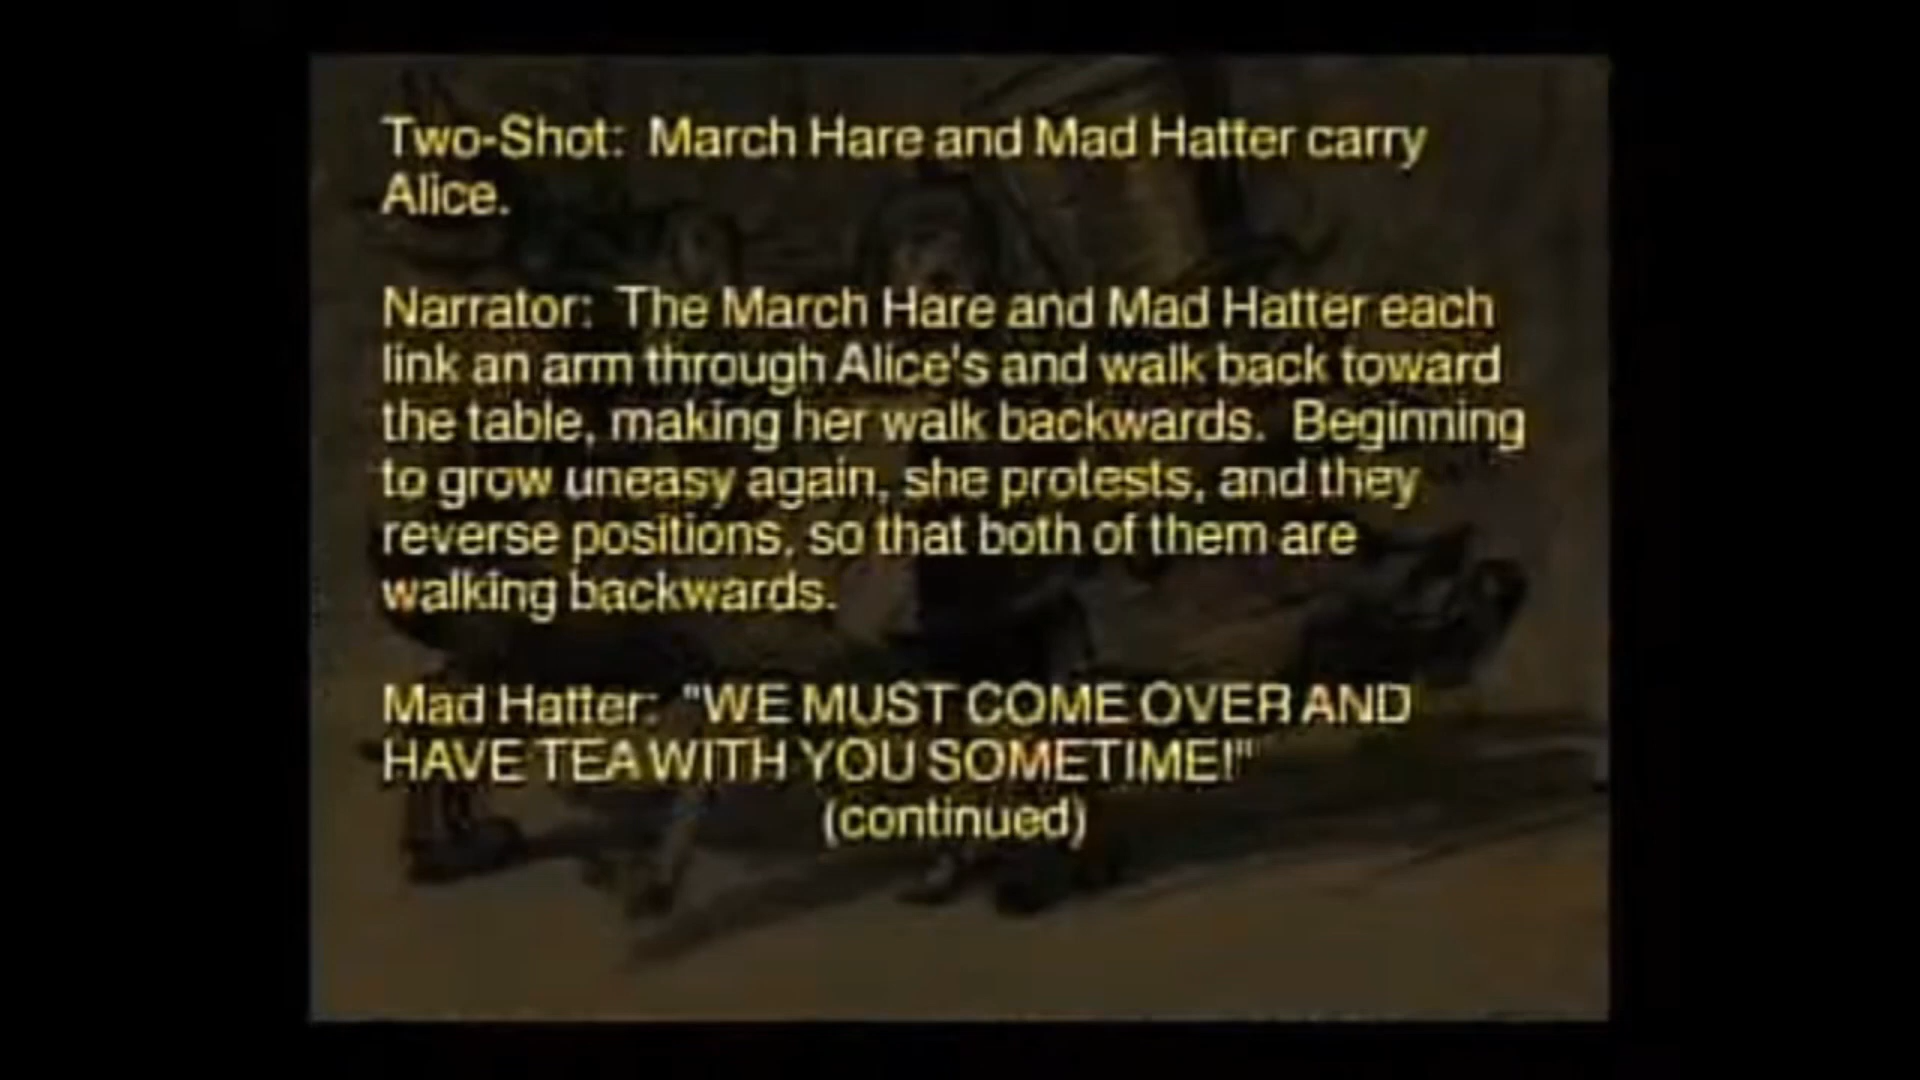 Two-Shot: March Hare and Mad Hatter carry
Alice.
Narrator: The March Hare and Mad Hatter each
link an arm through Alice's and walk back toward
the table, making her walk backwards. Beginning
to grow uneasy again, she protests, and they
reverse positions, so that both of them are
walking backwards.
Mad Hatter: "WE MUST COME OVER AND
HAVE TEA WITH YOU SOMETIME!"
(continued)